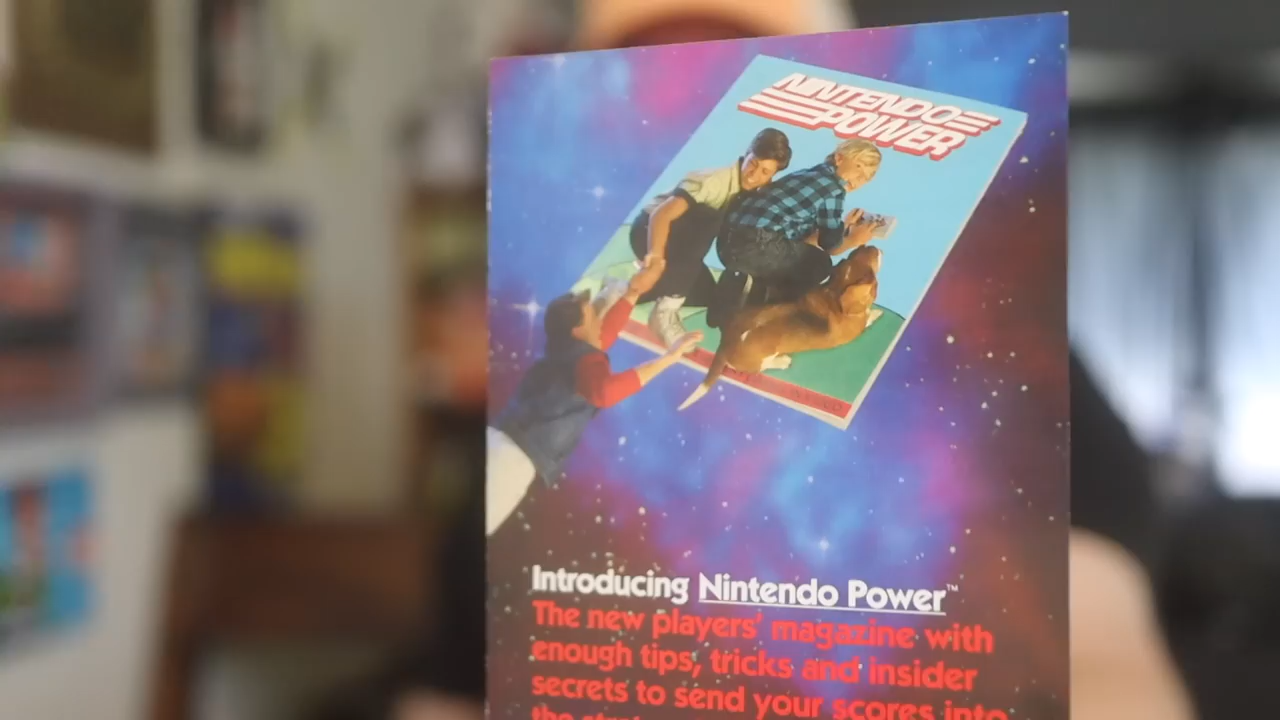 NINTENDO
POWER
Introducing Nintendo Power™
The new players' magazine with
enough tips, tricks and insider
secrets to send your scores into
the